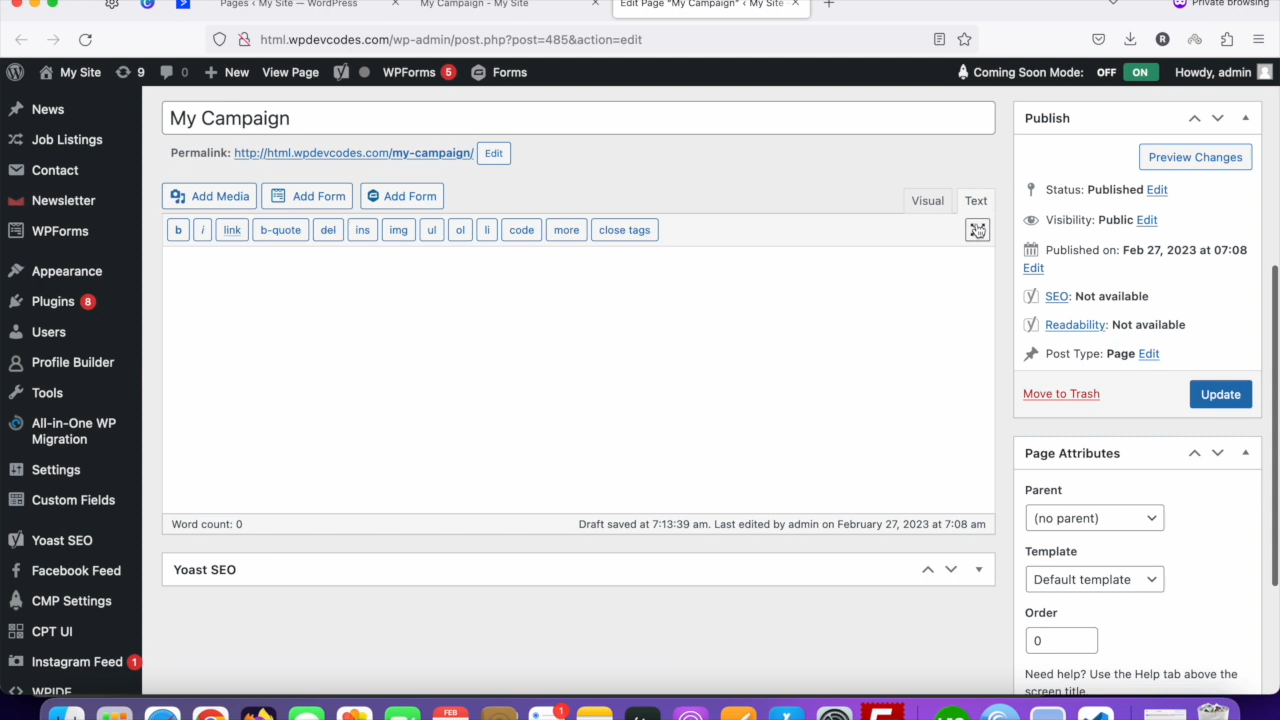 Pages < My Site — WordPress
My Campaign - My Site
Edit Page "My Campaign" < My Site -
Private browsing
html.wpdevcodes.com/wp-admin/post.php?post=485&action=edit
My Site
9
0
New
View Page
WPForms 5
Forms
Coming Soon Mode: OFF ON
Howdy, admin
News
Job Listings
Contact
Newsletter
WPForms
Appearance
Plugins 8
Users
Profile Builder
Tools
All-in-One WP
Migration
Settings
Custom Fields
Yoast SEO
Facebook Feed
CMP Settings
CPT UI
Instagram Feed 1
WPIDE
My Campaign
Permalink: http://html.wpdevcodes.com/my-campaign/ Edit
Add Media
Add Form
Add Form
Visual
Text
b
i
link
b-quote
del
ins
img
ul
ol
li
code
more
close tags
Word count: 0
Draft saved at 7:13:39 am. Last edited by admin on February 27, 2023 at 7:08 am
Yoast SEO
Publish
Preview Changes
Status: Published Edit
Visibility: Public Edit
Published on: Feb 27, 2023 at 07:08
Edit
SEO: Not available
Readability: Not available
Post Type: Page Edit
Move to Trash
Update
Page Attributes
Parent
(no parent)
Template
Default template
Order
0
Need help? Use the Help tab above the
screen title.
FEB
1